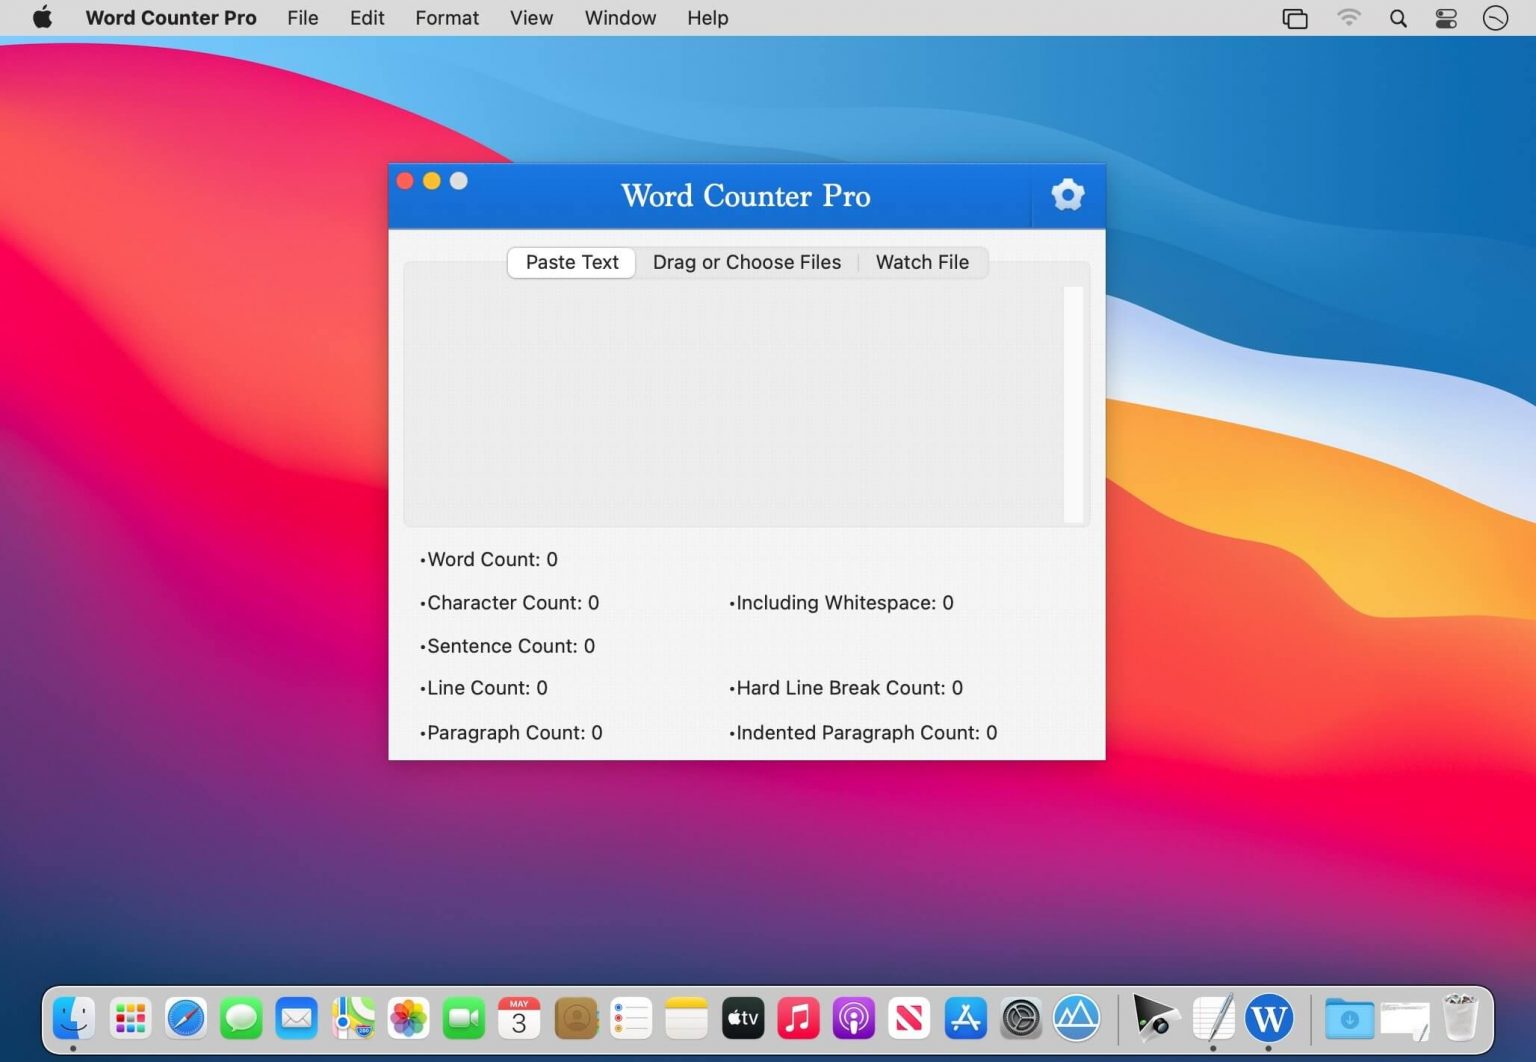 Word Counter Pro File Edit Format View Window Help
Word Counter Pro
Paste Text Drag or Choose Files Watch File
•Word Count: 0
•Character Count: 0 •Including Whitespace: 0
•Sentence Count: 0
•Line Count: 0 •Hard Line Break Count: 0
•Paragraph Count: 0 •Indented Paragraph Count: 0
MAY
3
280
tv
W